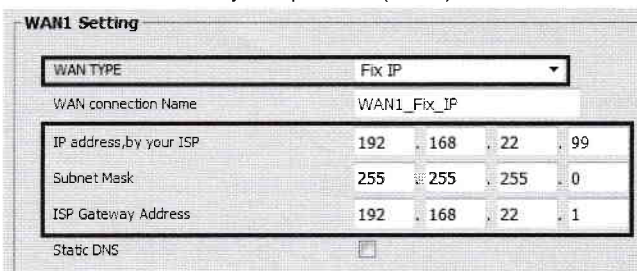 WAN1 Setting
WAN TYPE Fix IP
WAN connection Name WAN1_Fix_IP
IP address,by your ISP 192 . 168 . 22 . 99
Subnet Mask 255 . 255 . 255 . 0
ISP Gateway Address 192 . 168 . 22 . 1
Static DNS